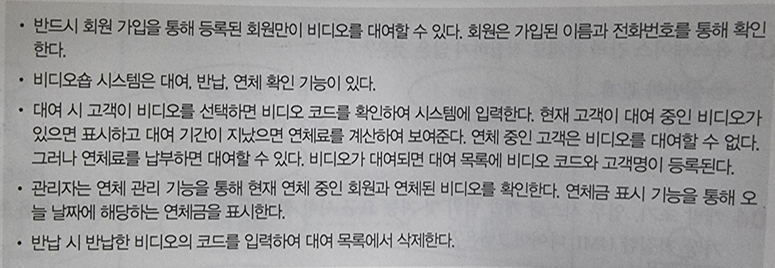 • 반드시 회원 가입을 통해 등록된 회원만이 비디오를 대여할 수 있다. 회원은 가입된 이름과 전화번호를 통해 확인
한다.
• 비디오숍 시스템은 대여, 반납, 연체 확인 기능이 있다.
• 대여 시 고객이 비디오를 선택하면 비디오 코드를 확인하여 시스템에 입력한다. 현재 고객이 대여 중인 비디오가
있으면 표시하고 대여 기간이 지났으면 연체료를 계산하여 보여준다. 연체 중인 고객은 비디오를 대여할 수 없다.
그러나 연체료를 납부하면 대여할 수 있다. 비디오가 대여되면 대여 목록에 비디오 코드와 고객명이 등록된다.
• 관리자는 연체 관리 기능을 통해 현재 연체 중인 회원과 연체된 비디오를 확인한다. 연체금 표시 기능을 통해 오
늘 날짜에 해당하는 연체금을 표시한다.
• 반납 시 반납한 비디오의 코드를 입력하여 대여 목록에서 삭제한다.